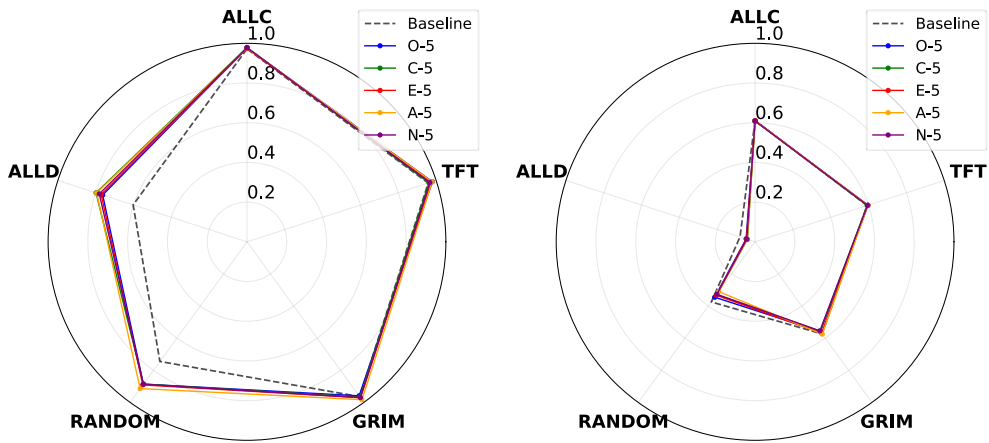 ALLC
1.0
0.8
0.6
0.4
0.2
TFT
GRIM
RANDOM
ALLD
Baseline
O-5
C-5
E-5
A-5
N-5
ALLC
1.0
0.8
0.6
0.4
0.2
TFT
GRIM
RANDOM
ALLD
Baseline
O-5
C-5
E-5
A-5
N-5